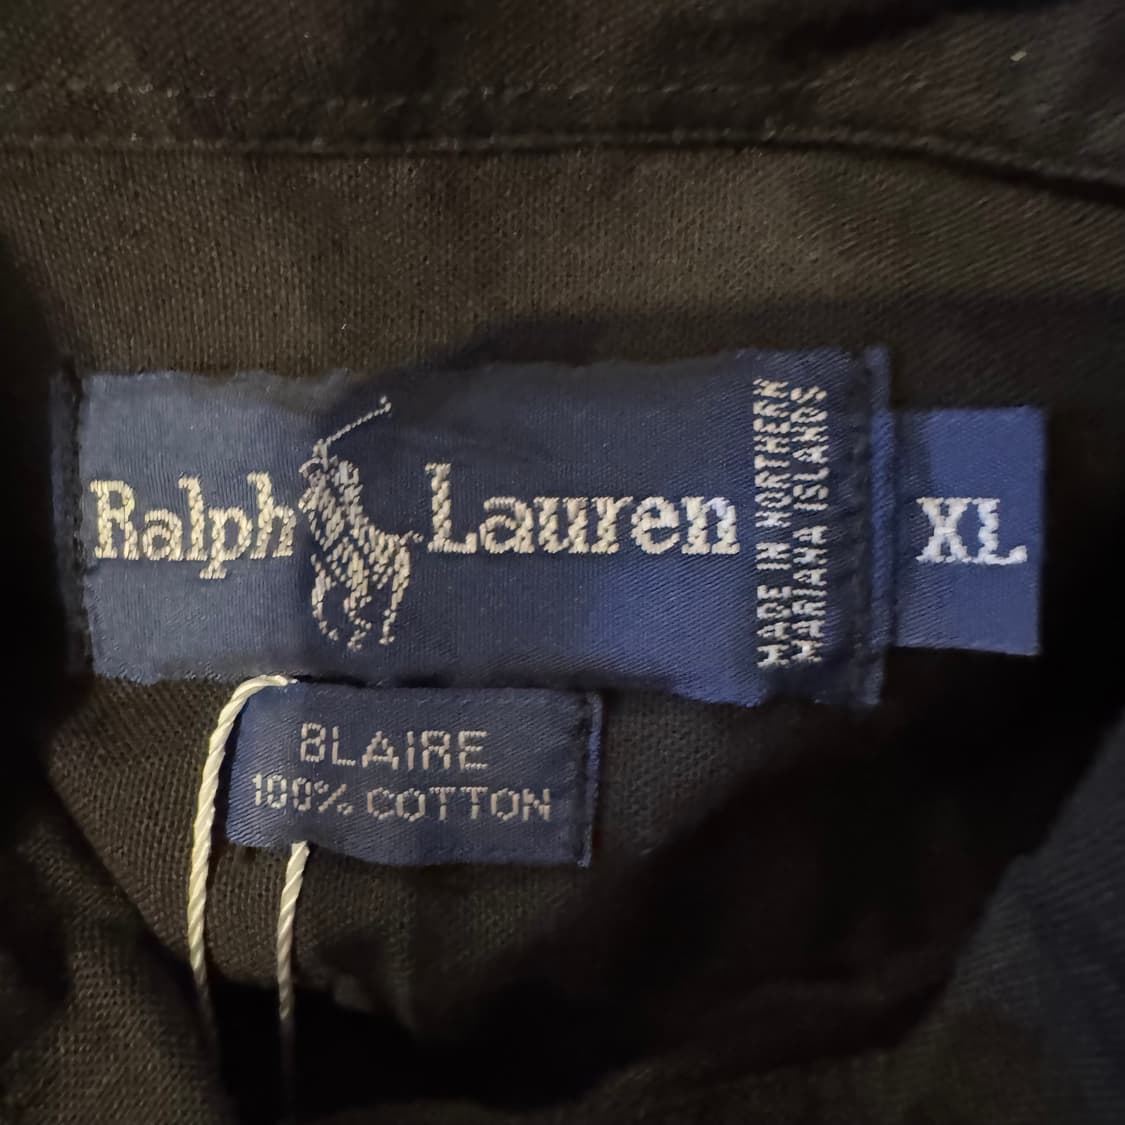 Ralph Lauren
MADE IN NORTHERN
MARIANA ISLANDS
XL
BLAIRE
100% COTTON